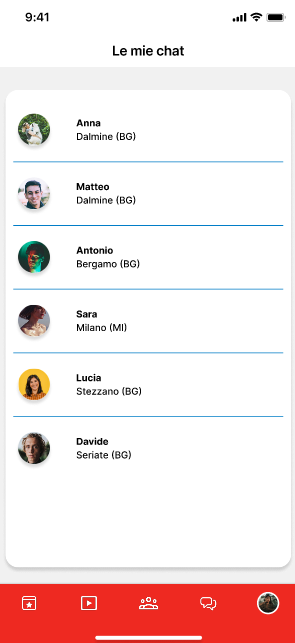 9:41
Le mie chat
Anna
Dalmine (BG)
Matteo
Dalmine (BG)
Antonio
Bergamo (BG)
Sara
Milano (MI)
Lucia
Stezzano (BG)
Davide
Seriate (BG)